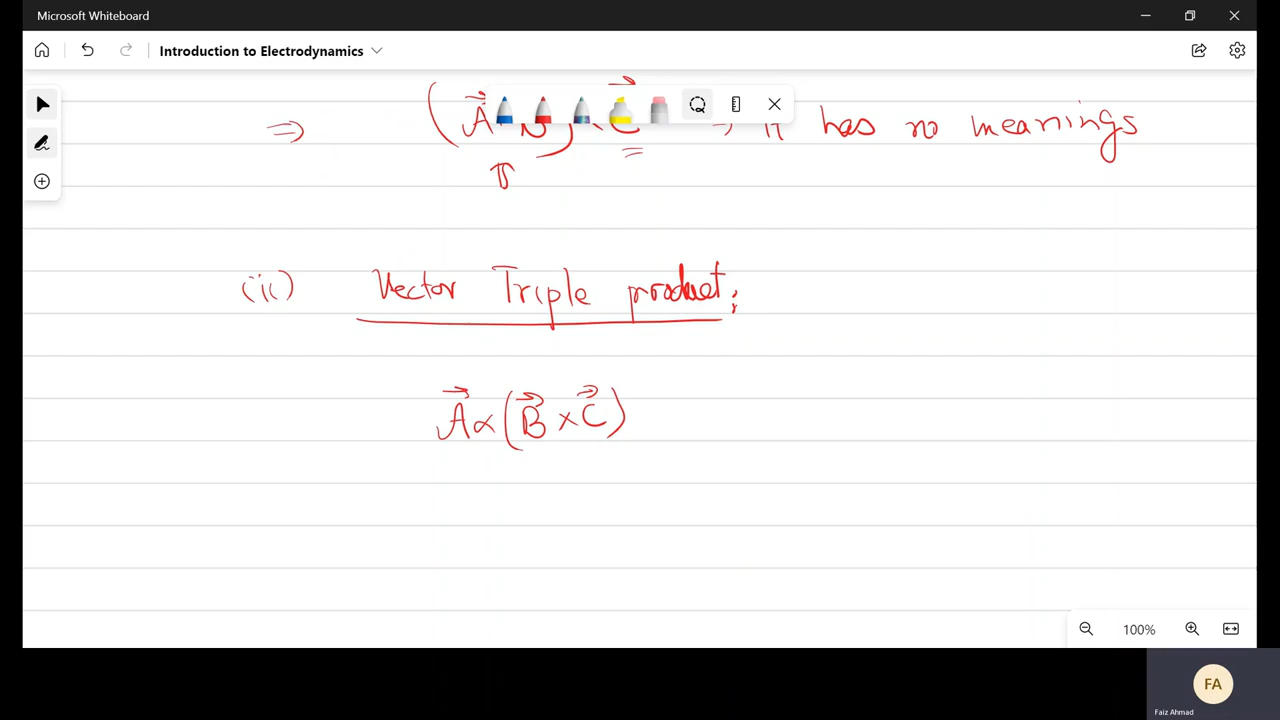 Microsoft Whiteboard
Introduction to Electrodynamics
⇒ (A⃗ · B) × C⃗ → it has no meanings
(ii) Vector Triple product:
A⃗ × (B⃗ × C⃗)
100%
FA
Faiz Ahmad